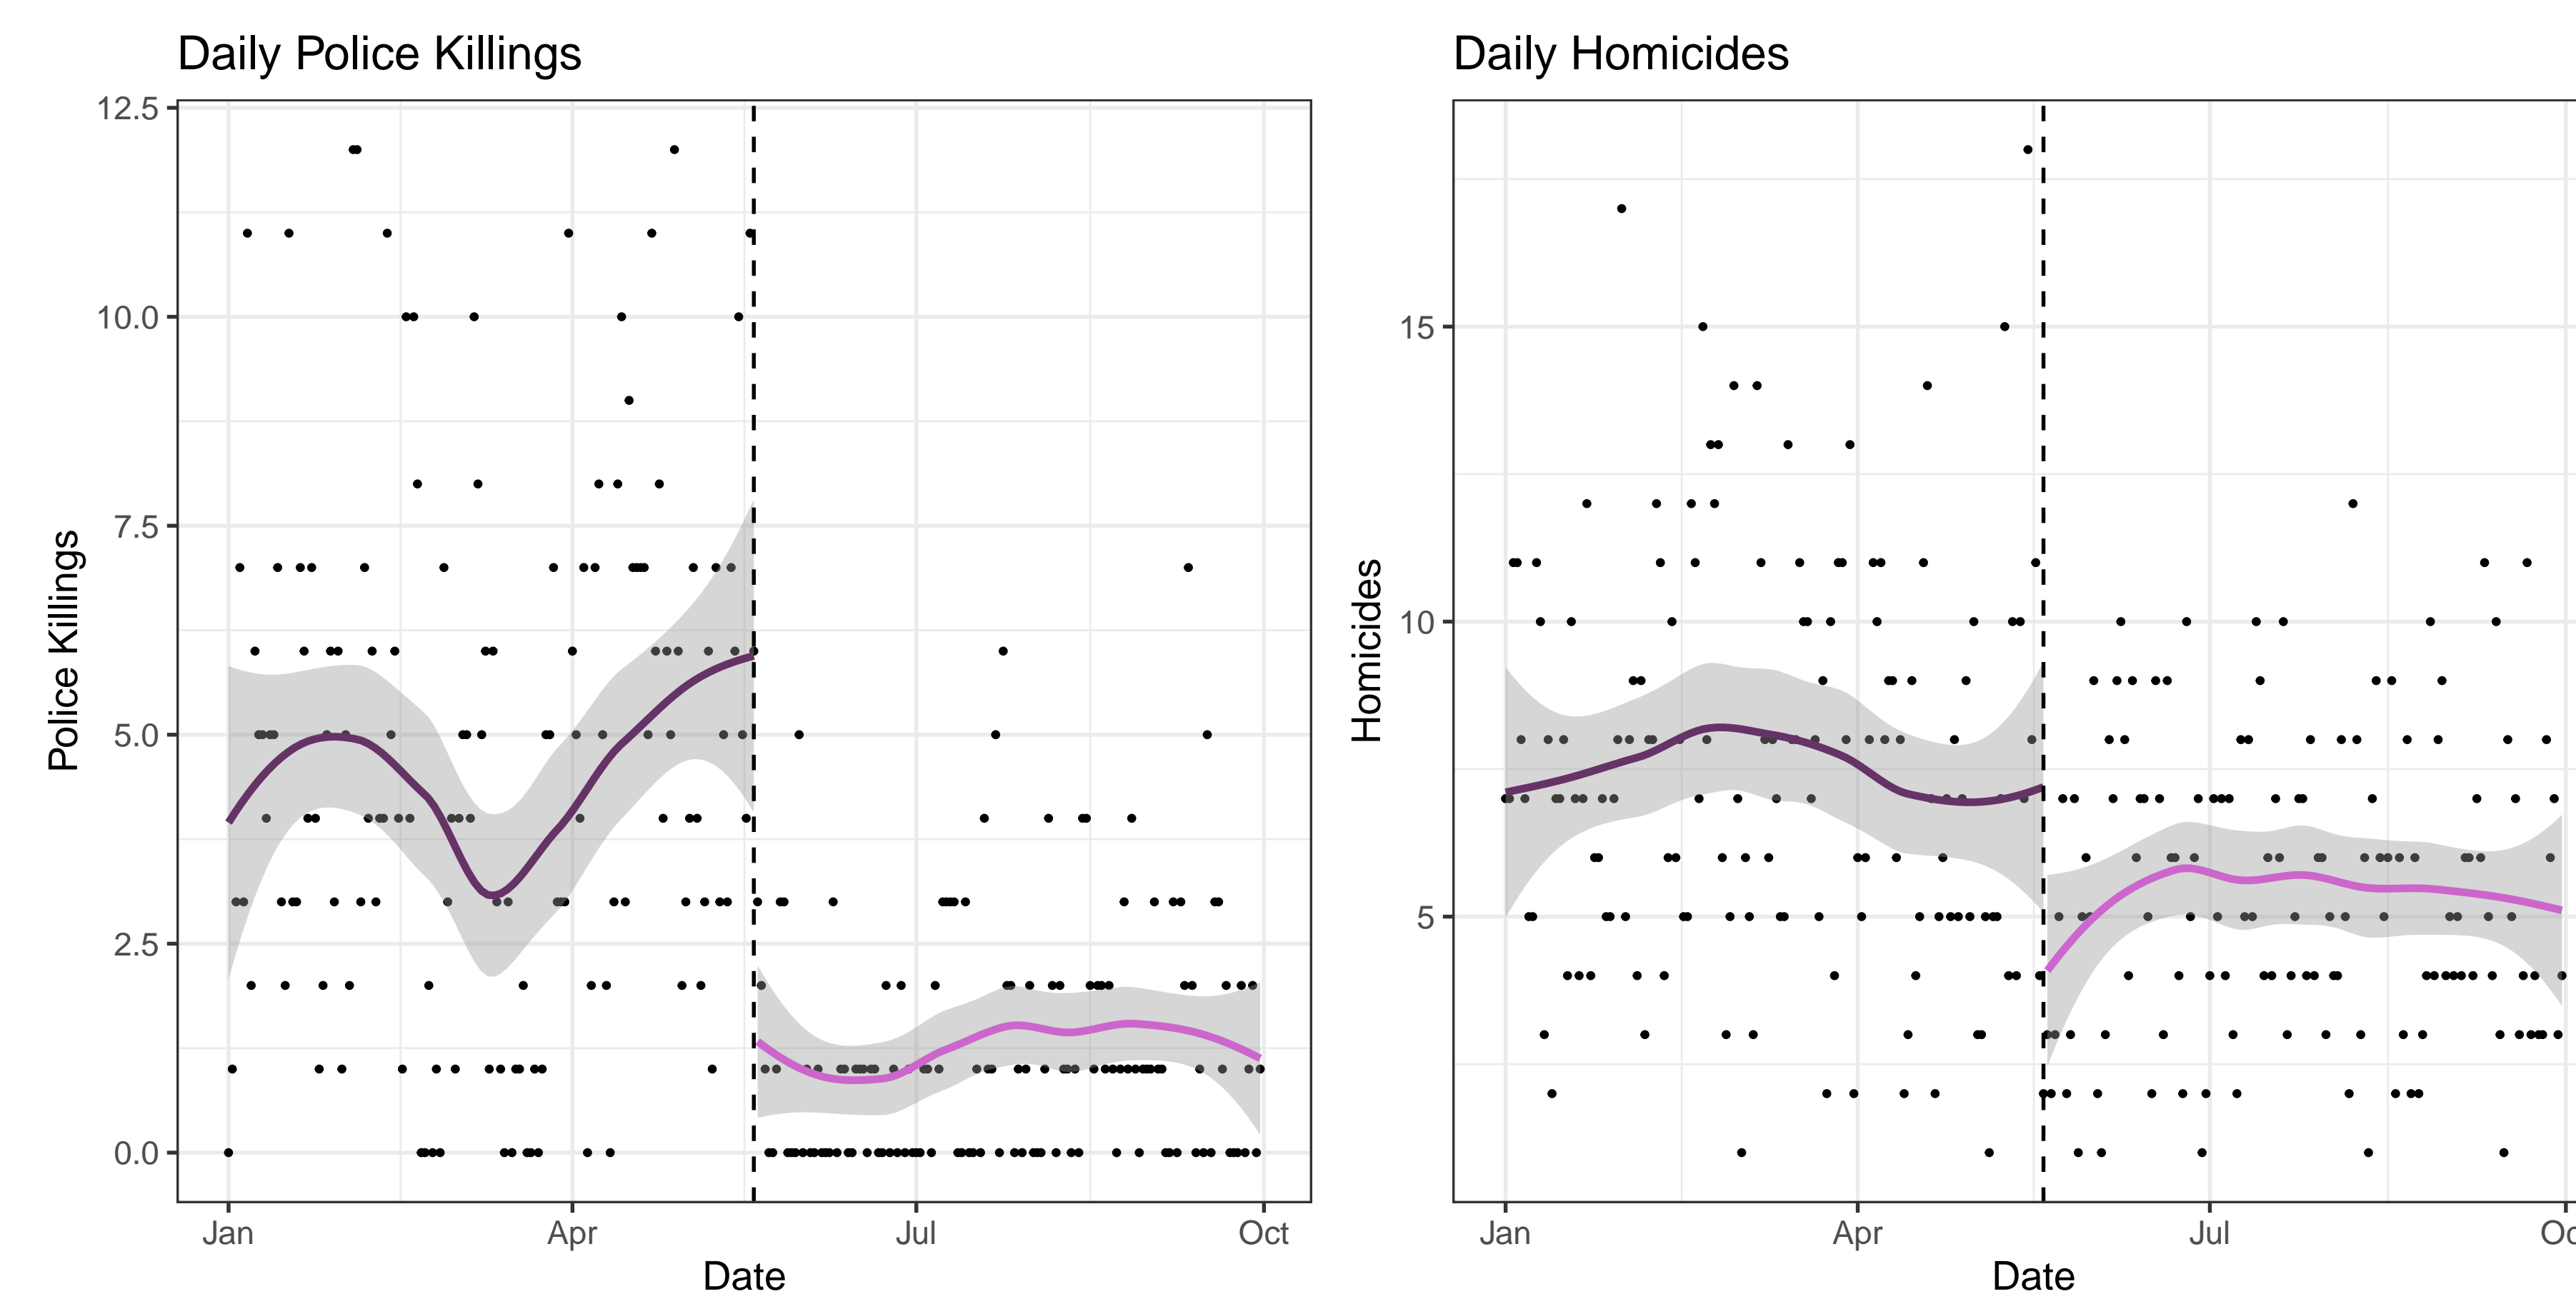 Daily Police Killings
12.5
10.0
7.5
5.0
2.5
0.0
Police Killings
Jan Apr Jul Oct
Date
Daily Homicides
15
10
5
Homicides
Jan Apr Jul Oc
Date